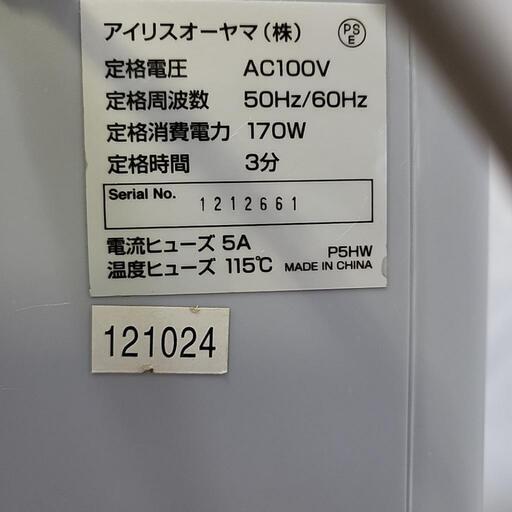 アイリスオーヤマ(株) PS E
定格電圧 AC100V
定格周波数 50Hz/60Hz
定格消費電力 170W
定格時間 3分
Serial No. 1212661
電流ヒューズ 5A P5HW
温度ヒューズ 115℃ MADE IN CHINA
121024